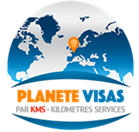 PLANETE VISAS
PAR KMS - KILOMETRES SERVICES